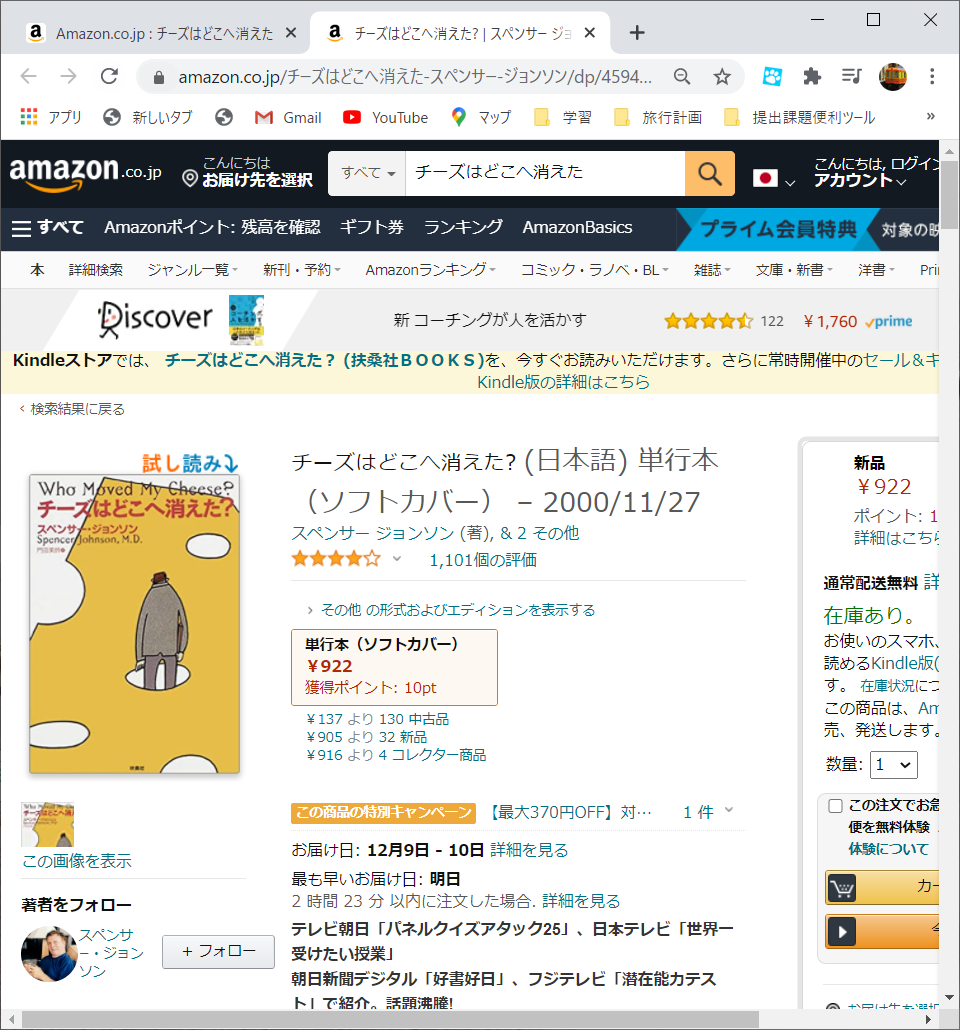 Amazon.co.jp : チーズはどこへ消えた
チーズはどこへ消えた? | スペンサー ジョ
amazon.co.jp/チーズはどこへ消えた-スペンサー-ジョンソン/dp/4594...
アプリ 新しいタブ Gmail YouTube マップ 学習 旅行計画 提出課題便利ツール »
amazon.co.jp
こんにちは
お届け先を選択
すべて
チーズはどこへ消えた
こんにちは, ログイン
アカウント
すべて Amazonポイント: 残高を確認 ギフト券 ランキング AmazonBasics プライム会員特典 対象の映
本 詳細検索 ジャンル一覧 新刊・予約 Amazonランキング コミック・ラノベ・BL 雑誌 文庫・新書 洋書 Prim
Discover 新 コーチングが人を活かす 122 ￥1,760 prime
Kindleストアでは、 チーズはどこへ消えた？ (扶桑社ＢＯＯＫＳ)を、今すぐお読みいただけます。さらに常時開催中のセール＆キ
Kindle版の詳細はこちら
‹ 検索結果に戻る
試し読み
Who Moved My Cheese?
チーズはどこへ消えた?
スペンサー・ジョンソン
Spencer Johnson, M.D.
扶桑社
この画像を表示
著者をフォロー
スペンサ
ー・ジョン
ソン
+ フォロー
チーズはどこへ消えた? (日本語) 単行本
（ソフトカバー） – 2000/11/27
スペンサー ジョンソン (著), & 2 その他
1,101個の評価
› その他 の形式およびエディションを表示する
単行本（ソフトカバー）
￥922
獲得ポイント: 10pt
￥137 より 130 中古品
￥905 より 32 新品
￥916 より 4 コレクター商品
この商品の特別キャンペーン 【最大370円OFF】対… 1 件
お届け日: 12月9日 - 10日 詳細を見る
最も早いお届け日: 明日
2 時間 23 分 以内に注文した場合. 詳細を見る
テレビ朝日「パネルクイズアタック25」、日本テレビ「世界一
受けたい授業」
朝日新聞デジタル「好書好日」、フジテレビ「潜在能力テス
ト」で紹介。話題沸騰!
新品
￥922
ポイント: 1
詳細はこちら
通常配送無料 詳
在庫あり。
お使いのスマホ、
読めるKindle版(
す。 在庫状況につ
この商品は、Am
売、発送します。
数量: 1
この注文でお急
便を無料体験
体験について
カー
今
お届け先を選択